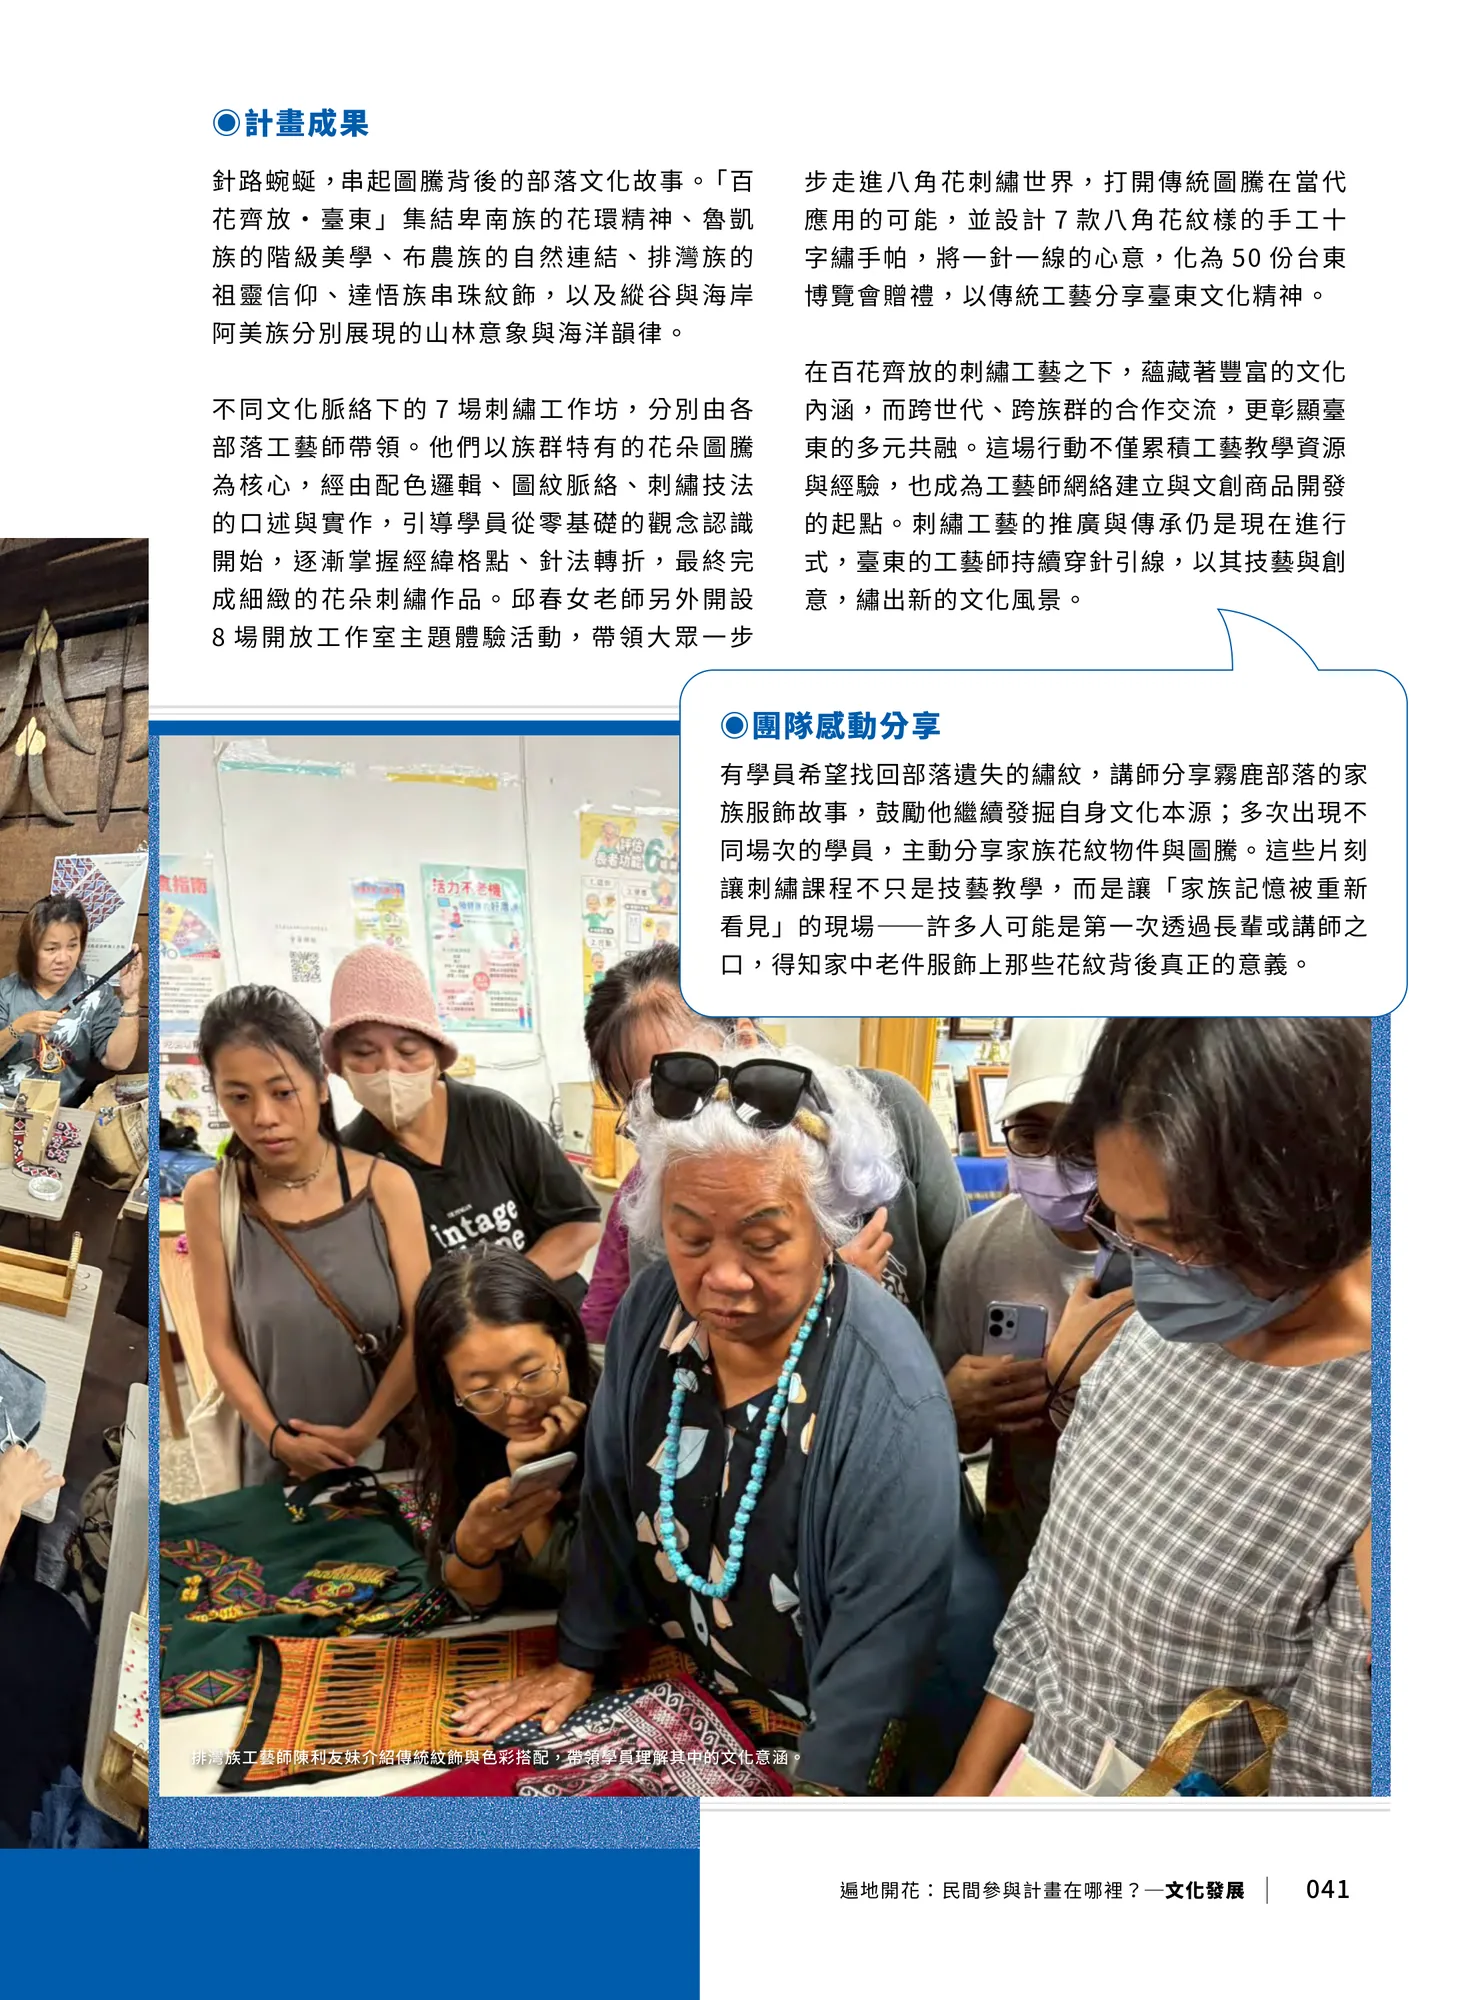 ◉計畫成果
針路蜿蜒，串起圖騰背後的部落文化故事。「百
花齊放・臺東」集結卑南族的花環精神、魯凱
族的階級美學、布農族的自然連結、排灣族的
祖靈信仰、達悟族串珠紋飾，以及縱谷與海岸
阿美族分別展現的山林意象與海洋韻律。
不同文化脈絡下的 7 場刺繡工作坊，分別由各
部落工藝師帶領。他們以族群特有的花朵圖騰
為核心，經由配色邏輯、圖紋脈絡、刺繡技法
的口述與實作，引導學員從零基礎的觀念認識
開始，逐漸掌握經緯格點、針法轉折，最終完
成細緻的花朵刺繡作品。邱春女老師另外開設
8 場開放工作室主題體驗活動，帶領大眾一步
步走進八角花刺繡世界，打開傳統圖騰在當代
應用的可能，並設計 7 款八角花紋樣的手工十
字繡手帕，將一針一線的心意，化為 50 份台東
博覽會贈禮，以傳統工藝分享臺東文化精神。
在百花齊放的刺繡工藝之下，蘊藏著豐富的文化
內涵，而跨世代、跨族群的合作交流，更彰顯臺
東的多元共融。這場行動不僅累積工藝教學資源
與經驗，也成為工藝師網絡建立與文創商品開發
的起點。刺繡工藝的推廣與傳承仍是現在進行
式，臺東的工藝師持續穿針引線，以其技藝與創
意，繡出新的文化風景。
◉團隊感動分享
有學員希望找回部落遺失的繡紋，講師分享霧鹿部落的家
族服飾故事，鼓勵他繼續發掘自身文化本源；多次出現不
同場次的學員，主動分享家族花紋物件與圖騰。這些片刻
讓刺繡課程不只是技藝教學，而是讓「家族記憶被重新
看見」的現場——許多人可能是第一次透過長輩或講師之
口，得知家中老件服飾上那些花紋背後真正的意義。
評估
長者功能
活力不老機
intage
排灣族工藝師陳利友妹介紹傳統紋飾與色彩搭配，帶領學員理解其中的文化意涵。
遍地開花：民間參與計畫在哪裡？—文化發展 041